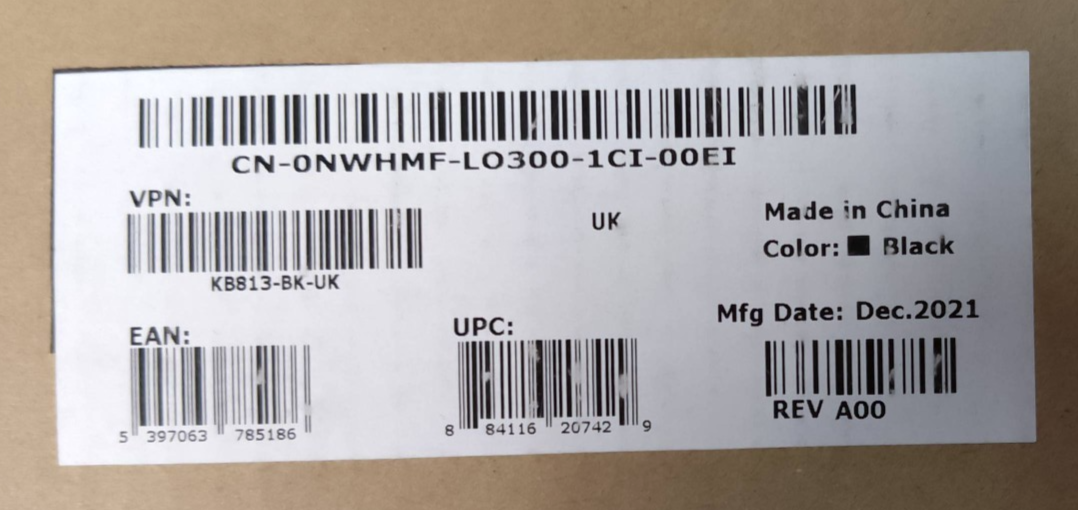 CN-0NWHMF-LO300-1CI-00EI
VPN:
KB813-BK-UK
UK
Made in China
Color: Black
Mfg Date: Dec.2021
EAN:
5 397063 785186
UPC:
8 84116 20742 9
REV A00